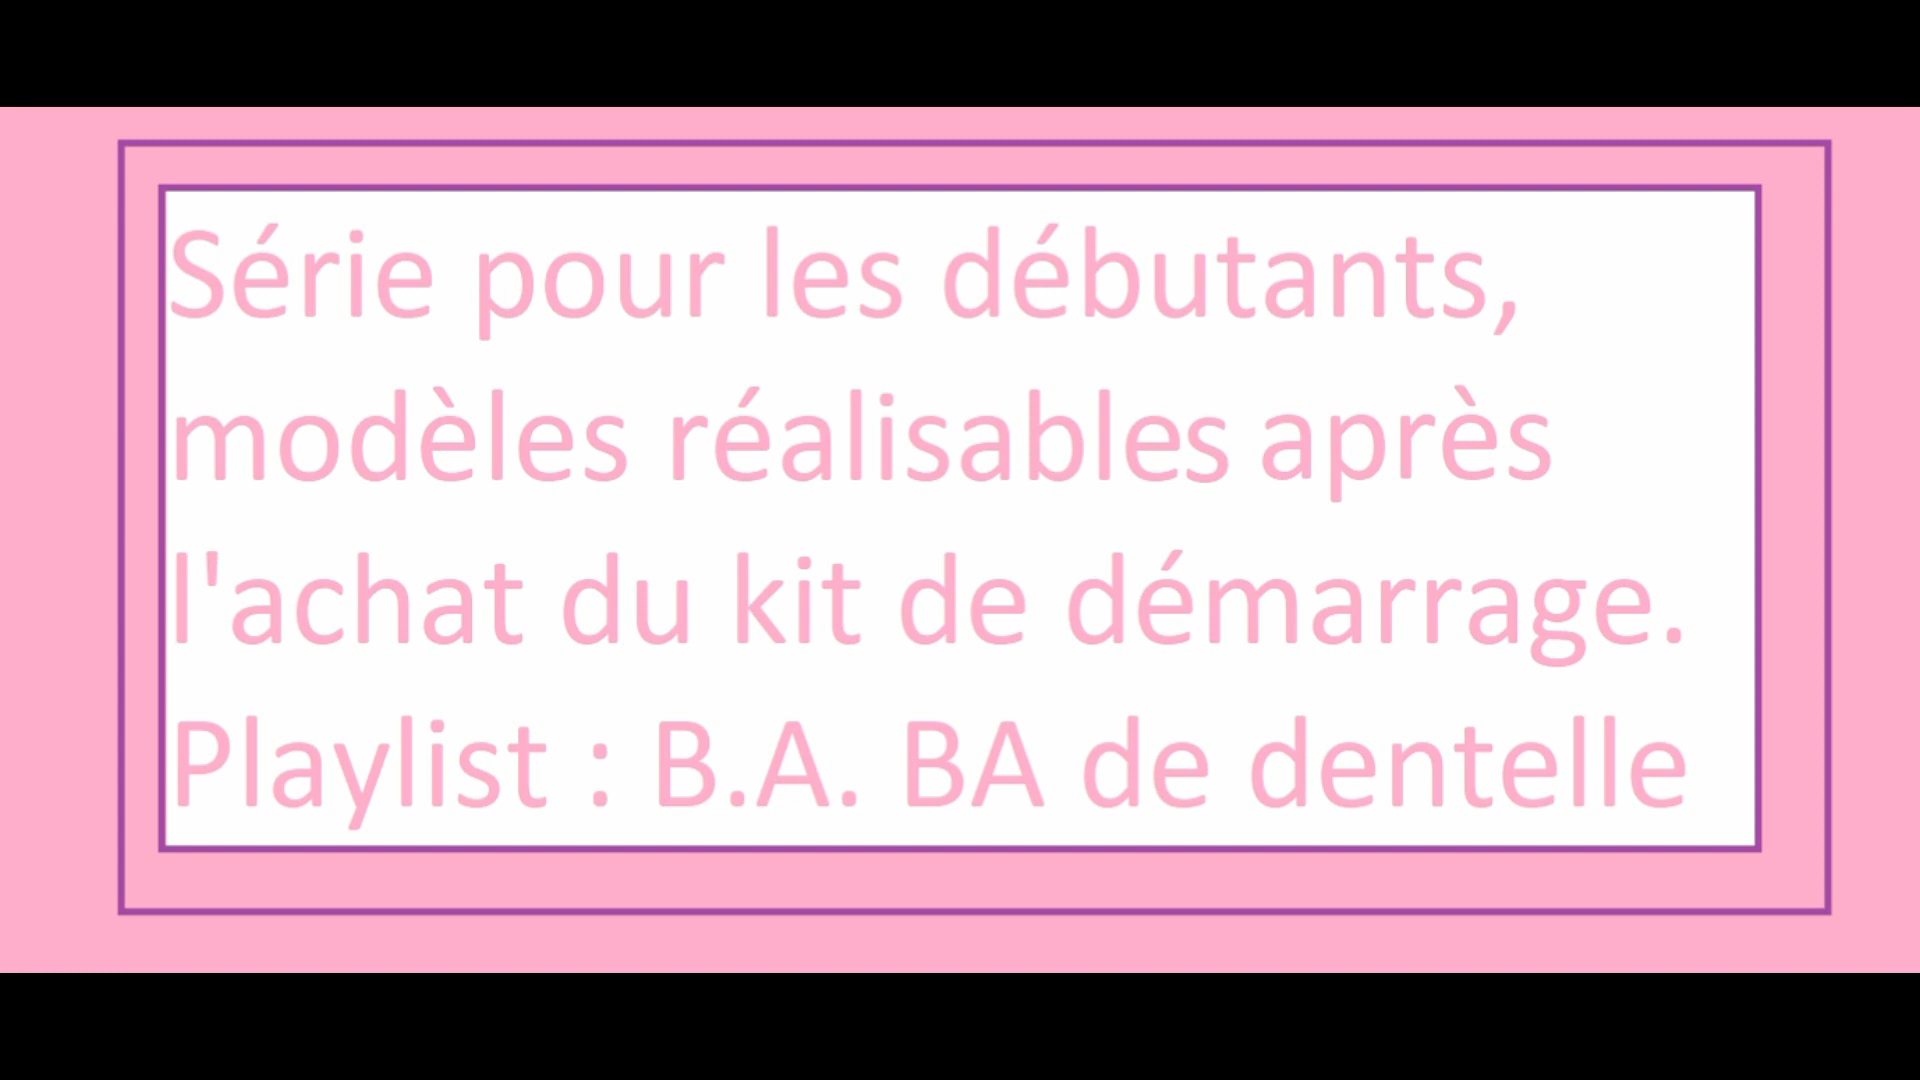 Série pour les débutants,
modèles réalisables après
l'achat du kit de démarrage.
Playlist : B.A. BA de dentelle